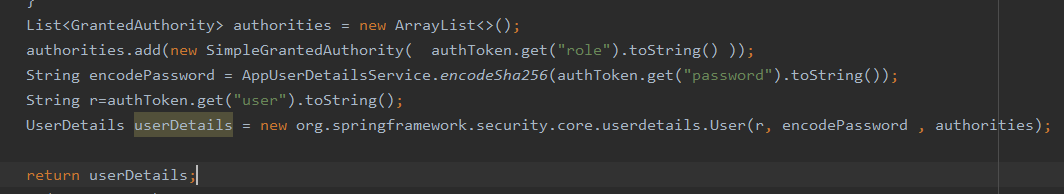 }
List<GrantedAuthority> authorities = new ArrayList<>();
authorities.add(new SimpleGrantedAuthority(  authToken.get("role").toString() ));
String encodePassword = AppUserDetailsService.encodeSha256(authToken.get("password").toString());
String r=authToken.get("user").toString();
UserDetails userDetails = new org.springframework.security.core.userdetails.User(r, encodePassword , authorities);
return userDetails;